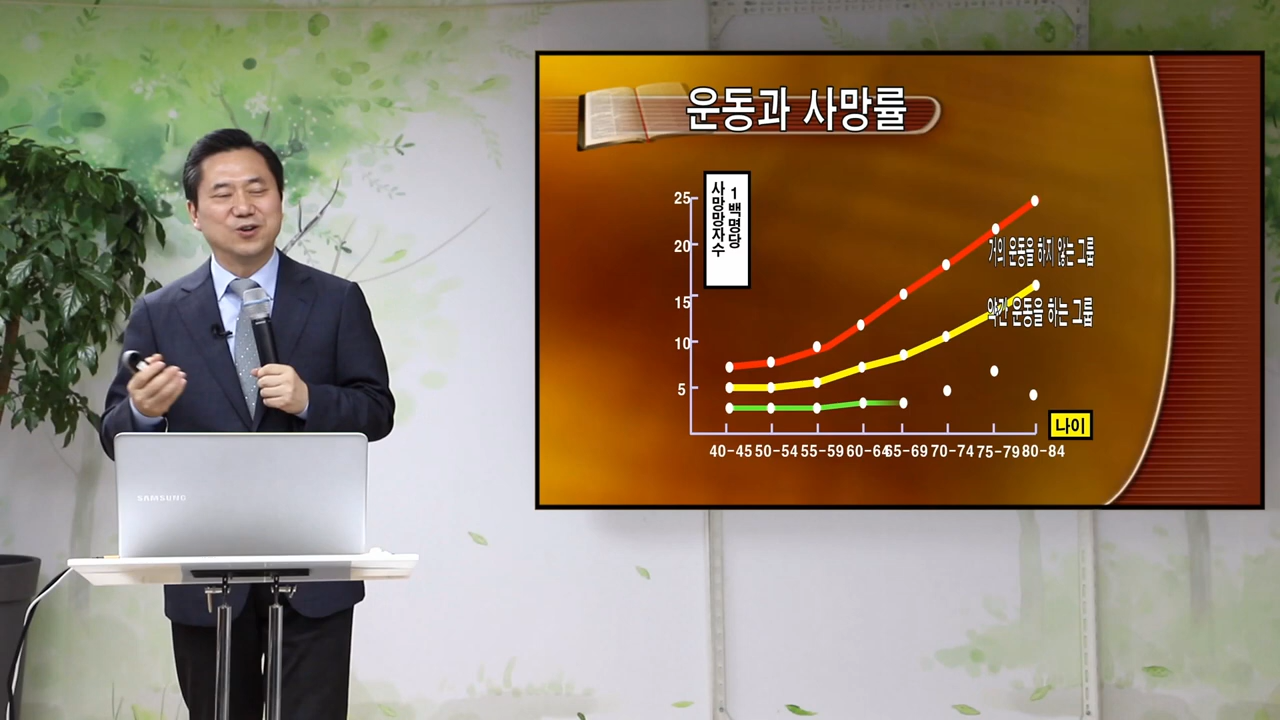 운동과 사망률
1백명당
사망망자수
25
20
15
10
5
거의 운동을 하지 않는 그룹
약간 운동을 하는 그룹
나이
40-45 50-54 55-59 60-64 65-69 70-74 75-79 80-84
SAMSUNG